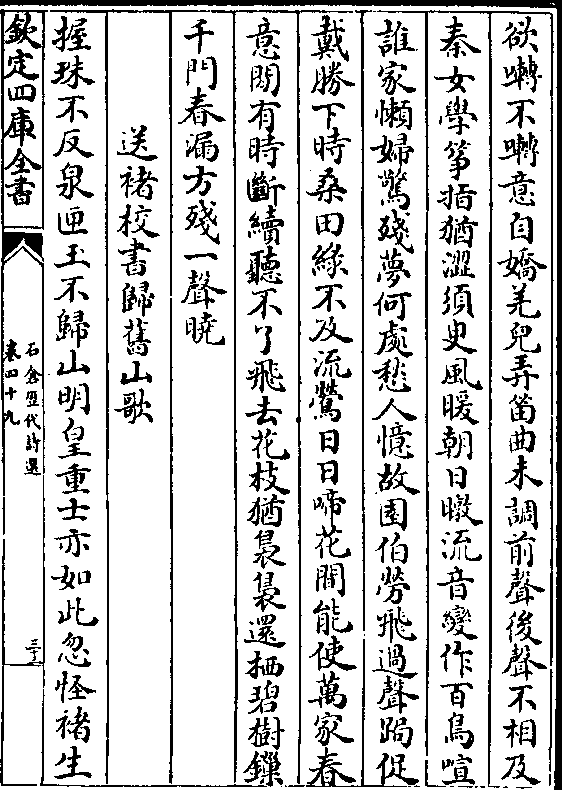 欲囀不囀意自嬌羌兒弄笛曲未調前聲後聲不相及
秦女學箏指猶澀須臾風暖朝日暾流音變作百鳥喧
誰家懶婦驚殘夢何處愁人憶故園伯勞飛過聲跼促
戴勝下時桑田綠不及流鶯日日啼花間能使萬家春
意閒有時斷續聽不了飛去花枝猶裊裊還栖碧樹鏁
千門春漏方殘一聲曉
送褚校書歸舊山歌
握珠不反泉匣玉不歸山明皇重士亦如此忽怪褚生
欽定四庫全書
石倉歷代詩選
卷四十九